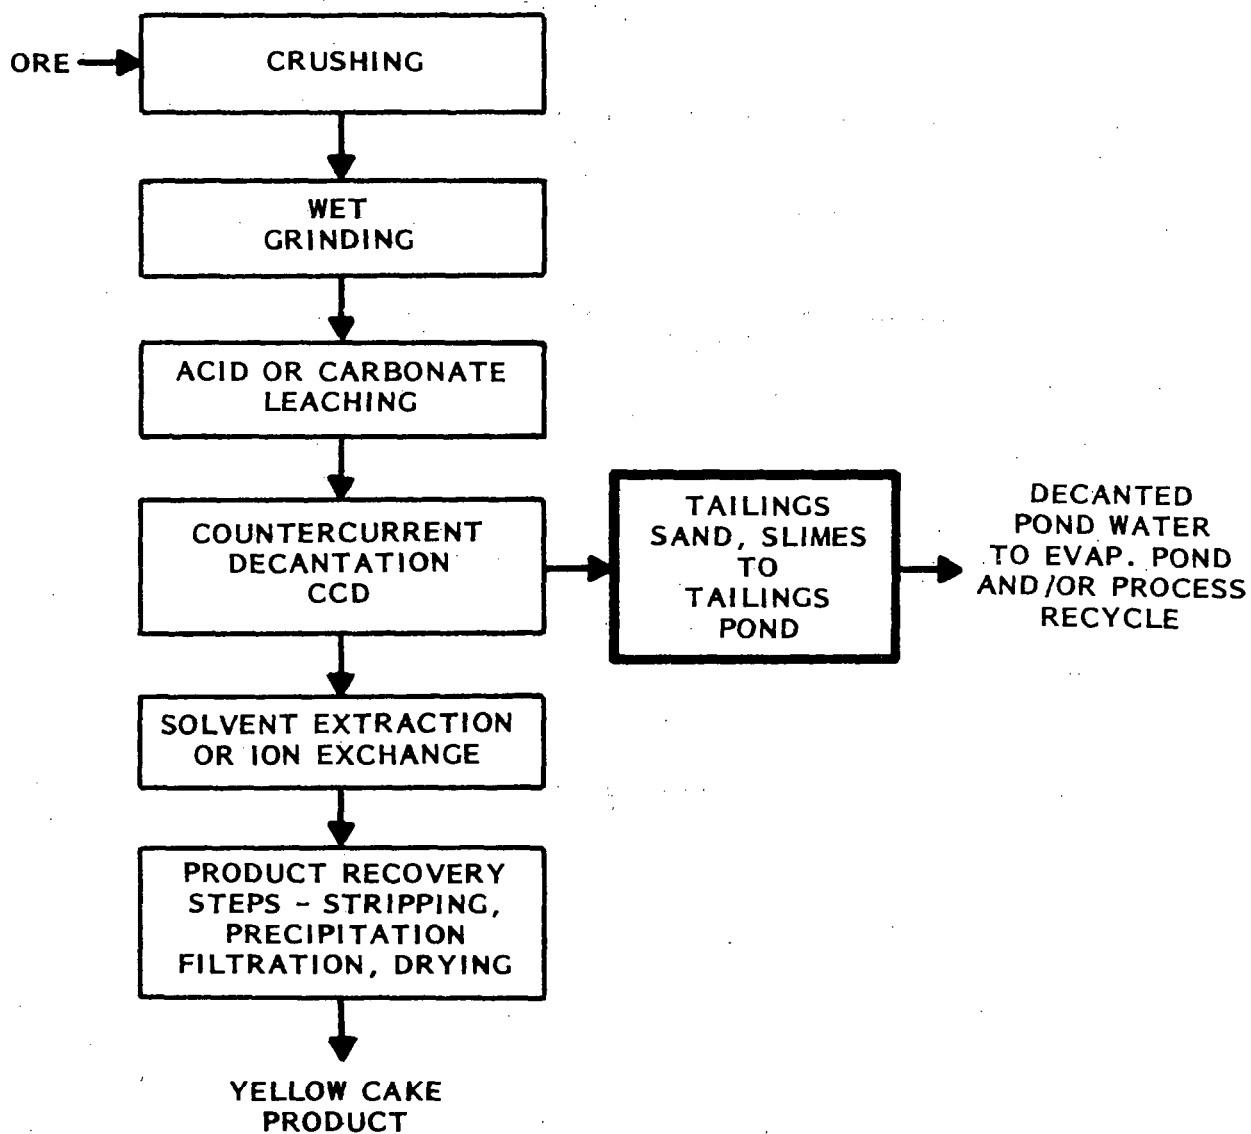 ORE
CRUSHING
WET
GRINDING
ACID OR CARBONATE
LEACHING
COUNTERCURRENT
DECANTATION
CCD
TAILINGS
SAND, SLIMES
TO
TAILINGS
POND
DECANTED
POND WATER
TO EVAP. POND
AND/OR PROCESS
RECYCLE
SOLVENT EXTRACTION
OR ION EXCHANGE
PRODUCT RECOVERY
STEPS - STRIPPING,
PRECIPITATION
FILTRATION, DRYING
YELLOW CAKE
PRODUCT